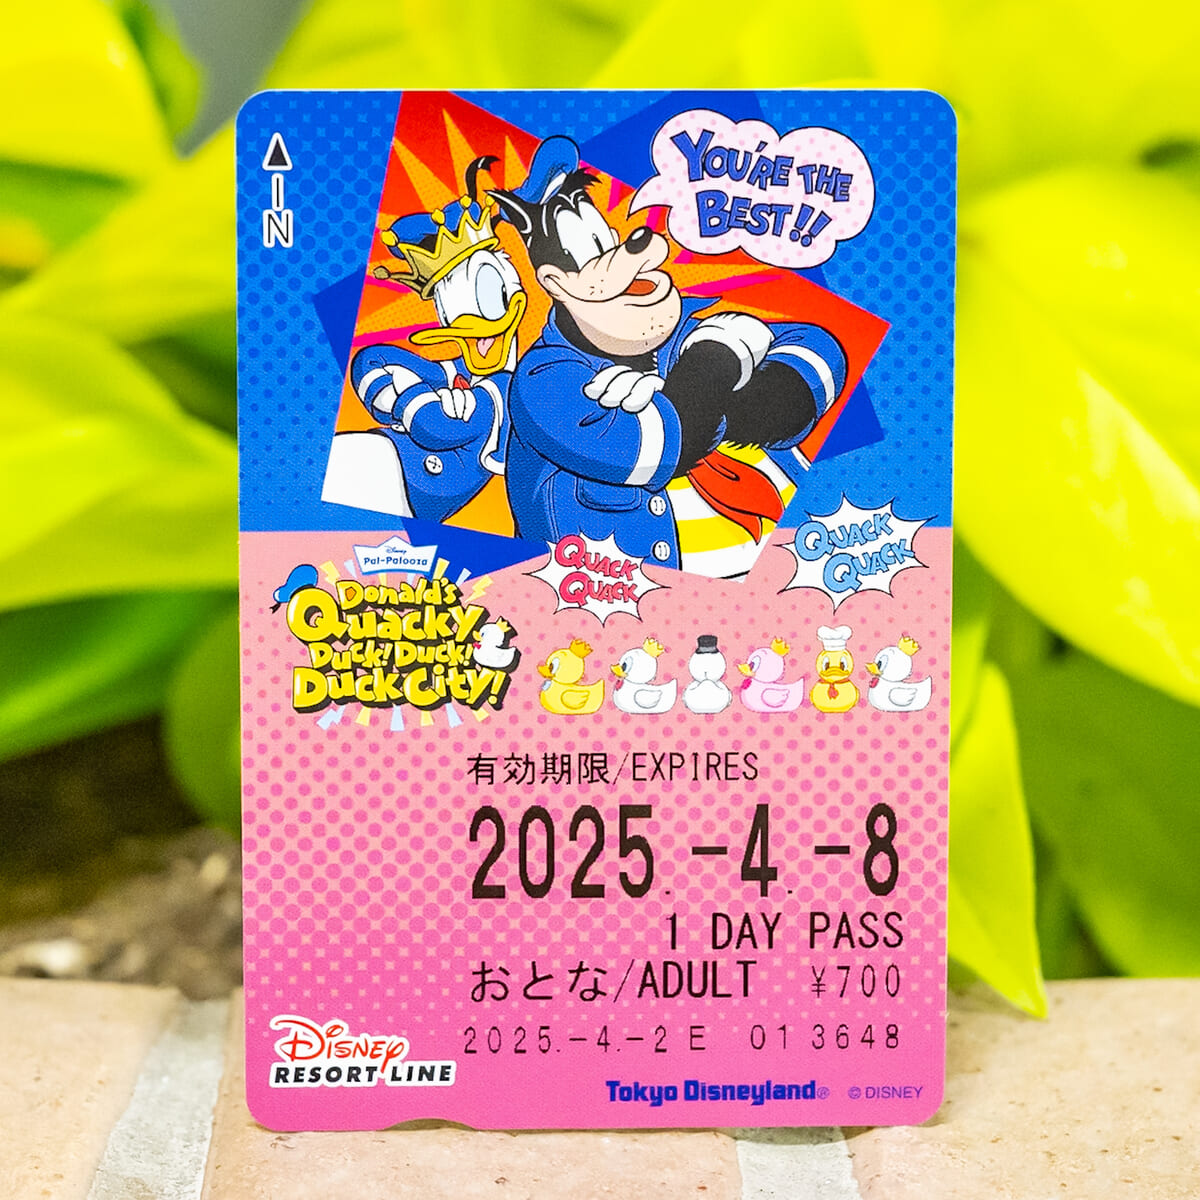 IN
YOU'RE THE
BEST!!
Disney
Pal-Palooza
Donald's
Quacky
Duck! Duck!
Duck City!
QUACK
QUACK
QUACK
QUACK
有効期限/EXPIRES
2025.-4.-8
1 DAY PASS
おとな/ADULT ¥700
2025.-4.-2 E 013648
Disney
RESORT LINE
Tokyo Disneyland® © DISNEY